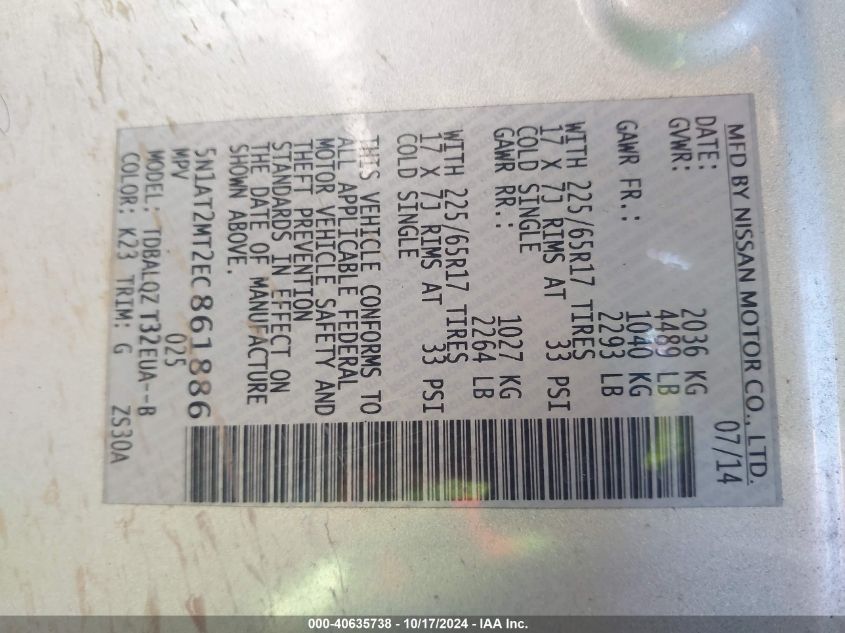 MFD BY NISSAN MOTOR CO., LTD.
DATE: 07/14
GVWR: 2036 KG
4489 LB
GAWR FR.: 1040 KG
2293 LB
WITH 225/65R17 TIRES
17 X 7J RIMS AT 33 PSI
COLD SINGLE
GAWR RR.: 1027 KG
2264 LB
WITH 225/65R17 TIRES
17 X 7J RIMS AT 33 PSI
COLD SINGLE
THIS VEHICLE CONFORMS TO
ALL APPLICABLE FEDERAL
MOTOR VEHICLE SAFETY AND
THEFT PREVENTION
STANDARDS IN EFFECT ON
THE DATE OF MANUFACTURE
SHOWN ABOVE.
5N1AT2MT2EC861886
MPV 025
MODEL: TDBALQZ T32EUA--B
COLOR: K23 TRIM: G ZS30A
000-40635738 - 10/17/2024 - IAA Inc.